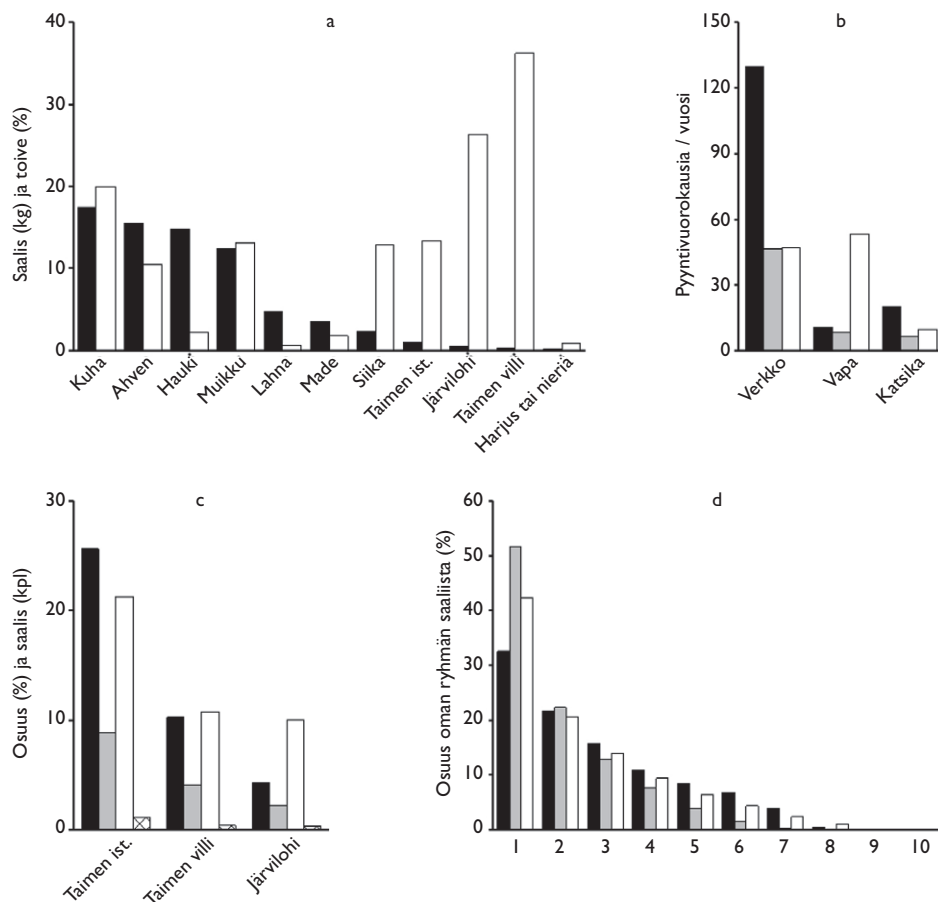 a
Saalis (kg) ja toive (%)
40
30
20
10
0
Kuha
Ahven
Hauki
Muikku
Lahna
Made
Siika
Taimen ist.
Järvilohi
Taimen villi
Harjus tai nieriä
b
Pyyntivuorokausia / vuosi
150
120
90
60
30
0
Verkko
Vapa
Katsika
c
Osuus (%) ja saalis (kpl)
30
20
10
0
Taimen ist.
Taimen villi
Järvilohi
d
Osuus oman ryhmän saaliista (%)
60
50
40
30
20
10
0
1 2 3 4 5 6 7 8 9 10